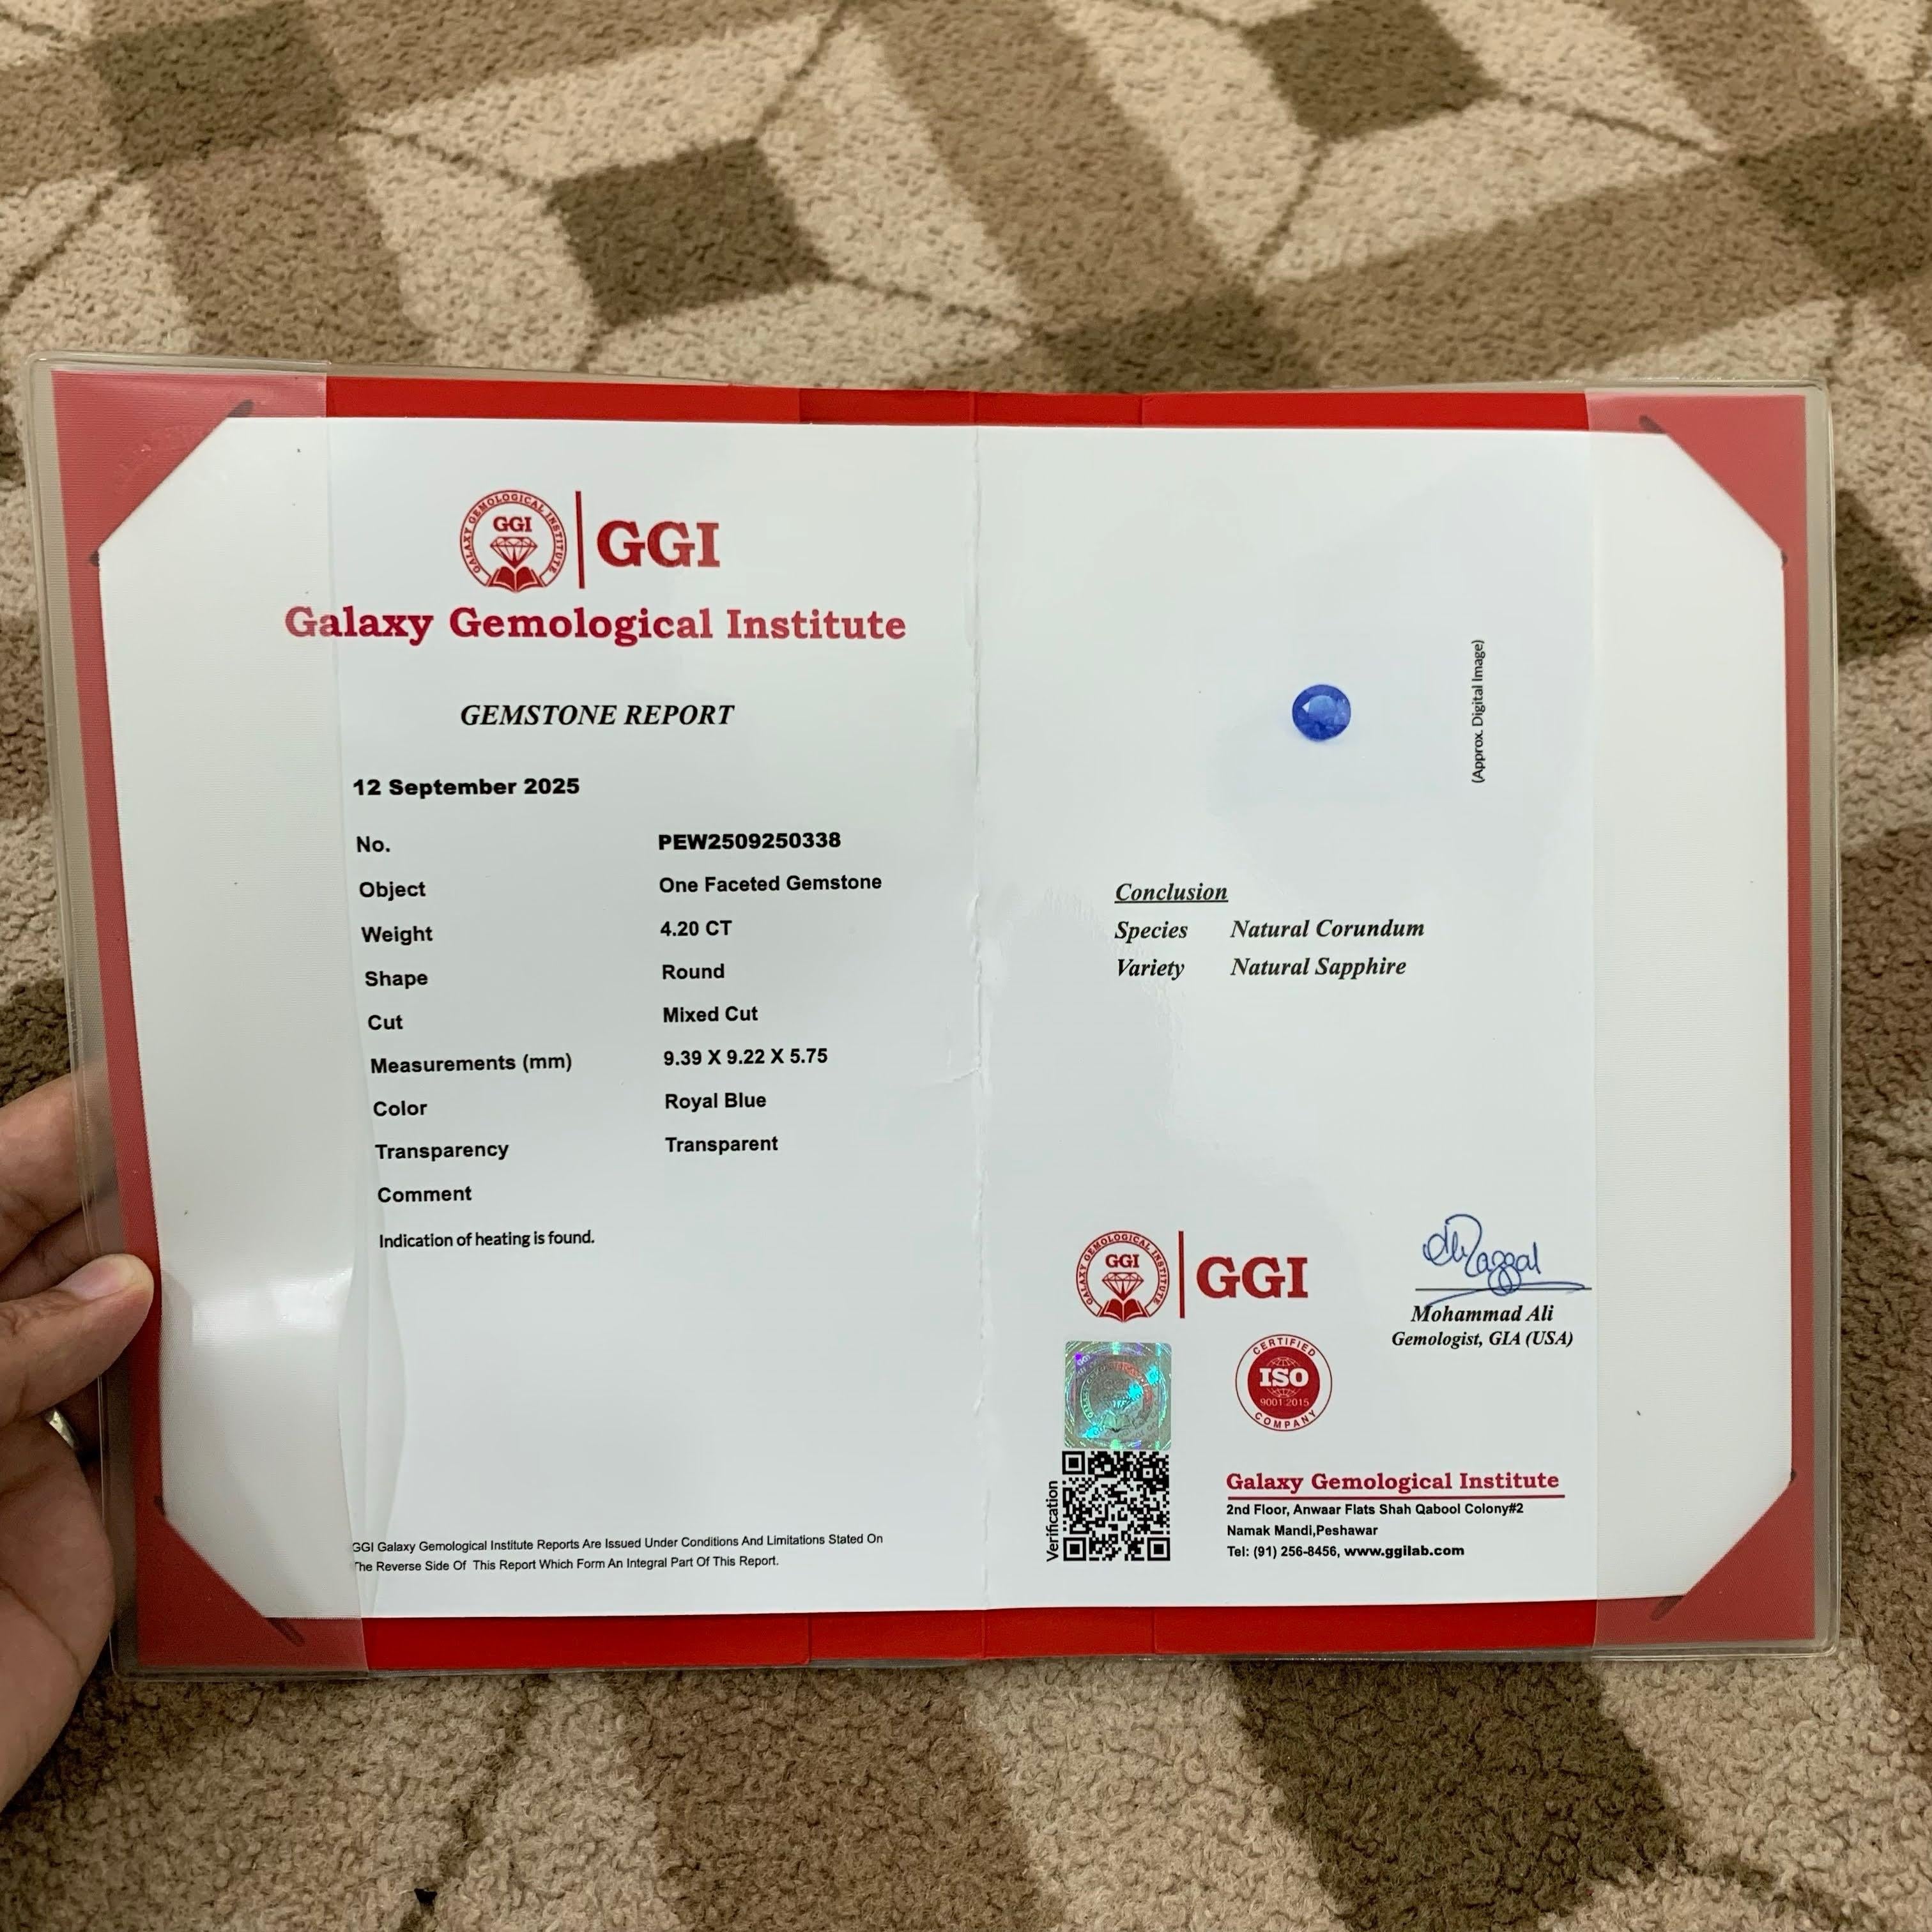 GALAXY GEMOLOGICAL INSTITUTE
GGI
GGI
Galaxy Gemological Institute
GEMSTONE REPORT
12 September 2025
No. PEW2509250338
Object One Faceted Gemstone
Weight 4.20 CT
Shape Round
Cut Mixed Cut
Measurements (mm) 9.39 X 9.22 X 5.75
Color Royal Blue
Transparency Transparent
Comment
Indication of heating is found.
GGI Galaxy Gemological Institute Reports Are Issued Under Conditions And Limitations Stated On
The Reverse Side Of This Report Which Form An Integral Part Of This Report.
(Approx. Digital Image)
Conclusion
Species Natural Corundum
Variety Natural Sapphire
GALAXY GEMOLOGICAL INSTITUTE
GGI
GGI
Mohammad Ali
Gemologist, GIA (USA)
CERTIFIED
ISO
9001:2015
COMPANY
Verification
Galaxy Gemological Institute
2nd Floor, Anwaar Flats Shah Qabool Colony#2
Namak Mandi,Peshawar
Tel: (91) 256-8456, www.ggilab.com